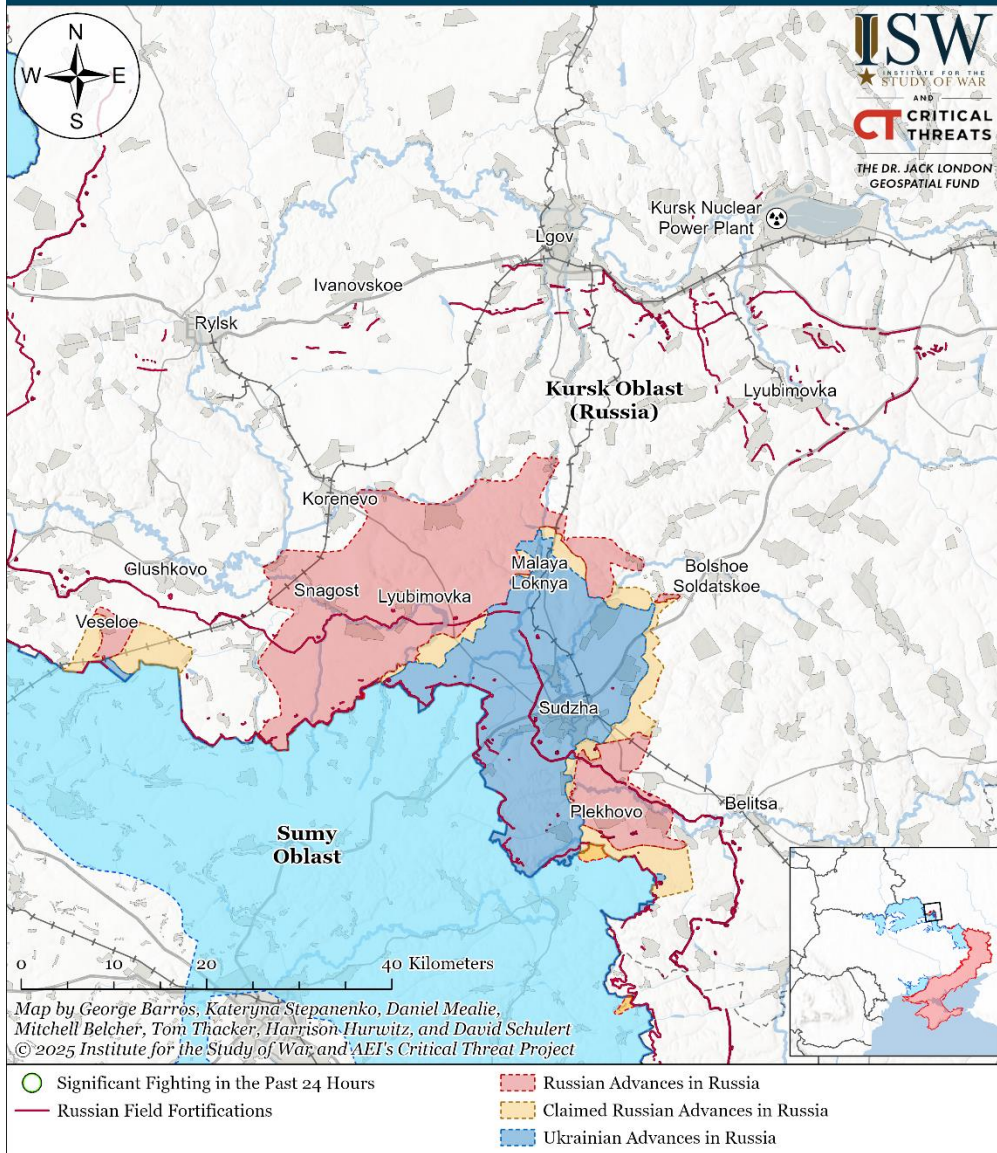 N
W E
S
ISW
INSTITUTE FOR THE
STUDY OF WAR
AND
CT CRITICAL
THREATS
THE DR. JACK LONDON
GEOSPATIAL FUND
Kursk Nuclear
Power Plant
Lgov
Ivanovskoe
Rylsk
Kursk Oblast
(Russia)
Lyubimovka
Korenevo
Glushkovo
Malaya
Loknya
Bolshoe
Soldatskoe
Snagost
Lyubimovka
Veseloe
Sudzha
Plekhovo
Belitsa
Sumy
Oblast
0 10 20 40 Kilometers
Map by George Barros, Kateryna Stepanenko, Daniel Mealie,
Mitchell Belcher, Tom Thacker, Harrison Hurwitz, and David Schulert
© 2025 Institute for the Study of War and AEI's Critical Threat Project
Significant Fighting in the Past 24 Hours
Russian Field Fortifications
Russian Advances in Russia
Claimed Russian Advances in Russia
Ukrainian Advances in Russia